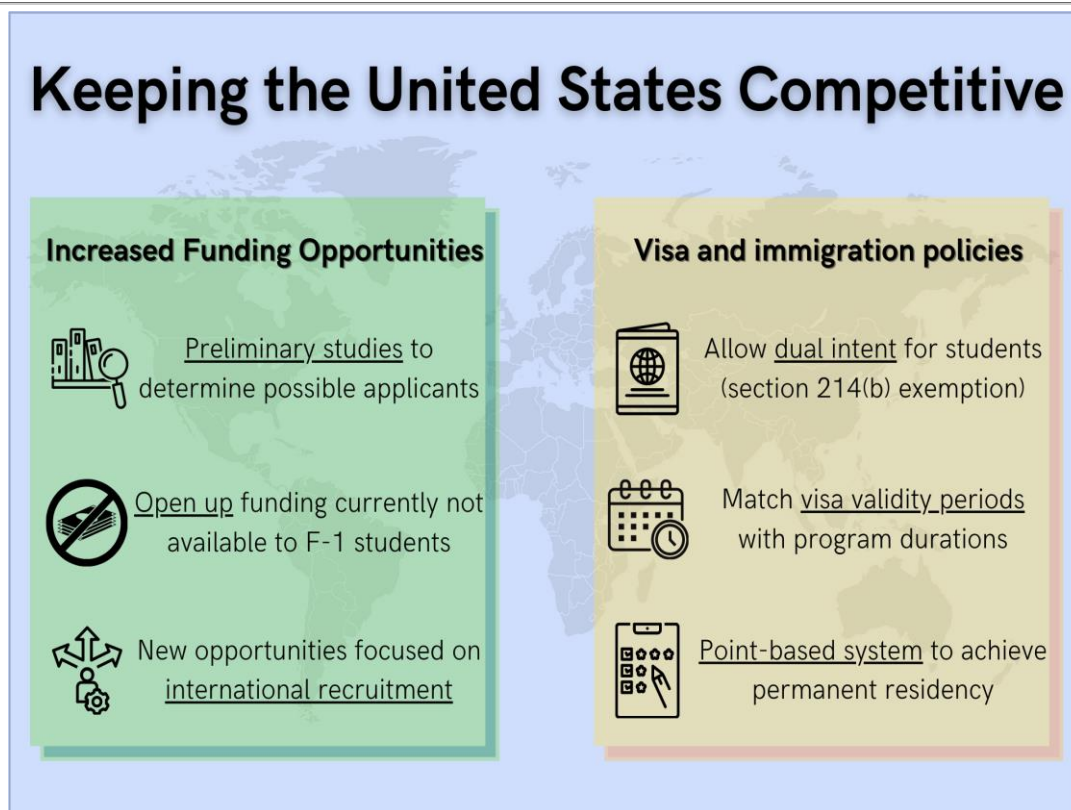 Keeping the United States Competitive
Increased Funding Opportunities
Preliminary studies to
determine possible applicants
Open up funding currently not
available to F-1 students
New opportunities focused on
international recruitment
Visa and immigration policies
Allow dual intent for students
(section 214(b) exemption)
Match visa validity periods
with program durations
Point-based system to achieve
permanent residency